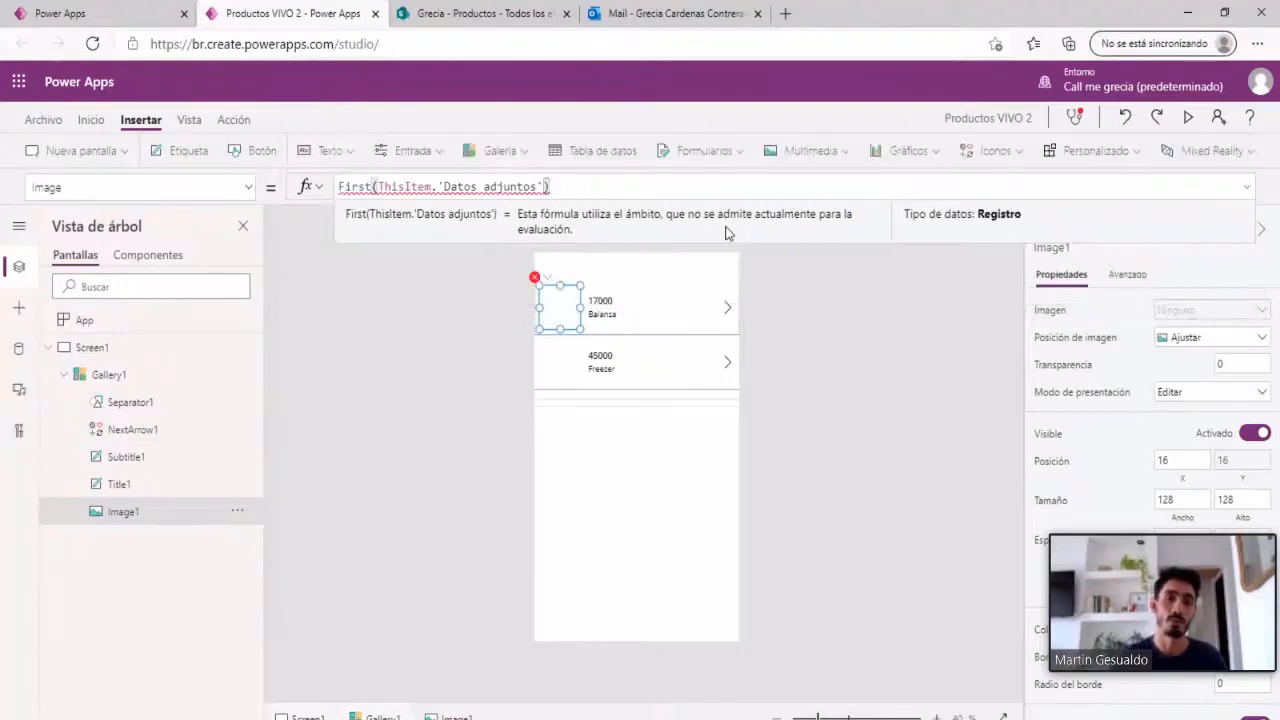 Power Apps
Productos VIVO 2 - Power Apps
Grecia - Productos - Todos los e
Mail - Grecia Cardenas Contrera
https://br.create.powerapps.com/studio/
No se está sincronizando
Power Apps
Entorno
Call me grecia (predeterminado)
Archivo
Inicio
Insertar
Vista
Acción
Productos VIVO 2
Nueva pantalla
Etiqueta
Botón
Texto
Entrada
Galería
Tabla de datos
Formularios
Multimedia
Gráficos
Iconos
Personalizado
Mixed Reality
Image
= fx
First(ThisItem.'Datos adjuntos')
First(ThisItem.'Datos adjuntos') = Esta fórmula utiliza el ámbito, que no se admite actualmente para la
evaluación.
Tipo de datos: Registro
Vista de árbol
Pantallas
Componentes
Buscar
App
Screen1
Gallery1
Separator1
NextArrow1
Subtitle1
Title1
Image1
17000
Balanza
45000
Freezer
Image1
Propiedades
Avanzado
Imagen
Ninguno
Posición de imagen
Ajustar
Transparencia
0
Modo de presentación
Editar
Visible
Activado
Posición
16
16
X
Y
Tamaño
128
128
Ancho
Alto
Martin Gesualdo
Radio del borde
0
Screen1
Gallery1
Image1
40 %